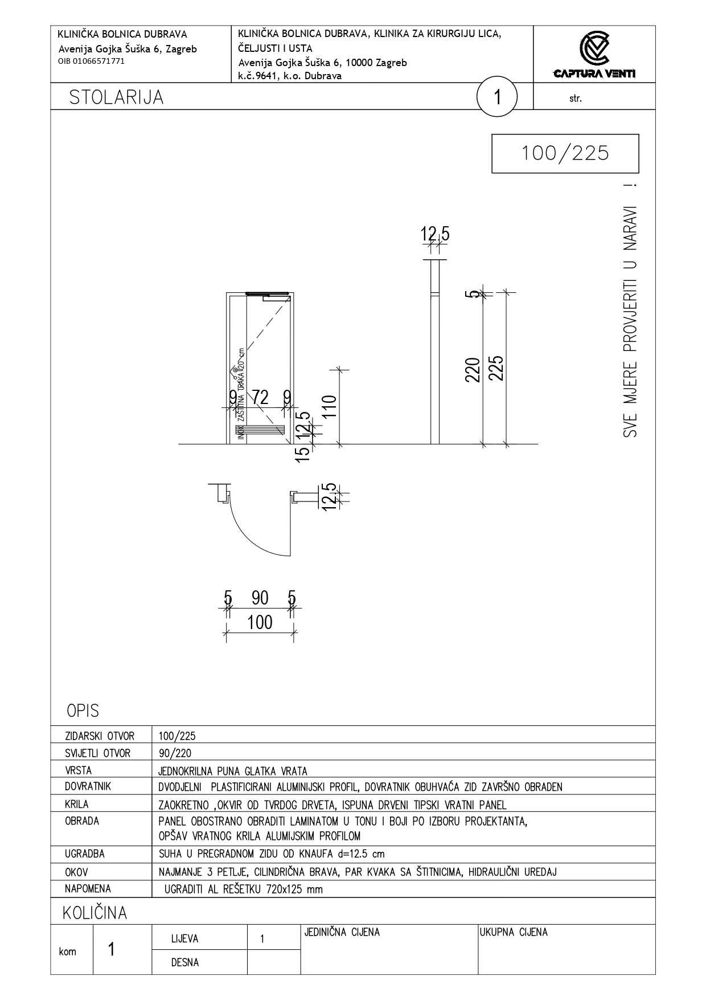 KLINIČKA BOLNICA DUBRAVA
Avenija Gojka Šuška 6, Zagreb
OIB 01066571771
KLINIČKA BOLNICA DUBRAVA, KLINIKA ZA KIRURGIJU LICA,
ČELJUSTI I USTA
Avenija Gojka Šuška 6, 10000 Zagreb
k.č.9641, k.o. Dubrava
CAPTURA VENTI
STOLARIJA
1
str.
100/225
SVE MJERE PROVJERITI U NARAVI !
12.5
5
220
225
INOX ZAŠTITNA TRAKA 20 cm
9
72
9
110
12.5
15
12.5
5
90
5
100
OPIS
ZIDARSKI OTVOR 100/225
SVIJETLI OTVOR 90/220
VRSTA JEDNOKRILNA PUNA GLATKA VRATA
DOVRATNIK DVODJELNI PLASTIFICIRANI ALUMINIJSKI PROFIL, DOVRATNIK OBUHVAĆA ZID ZAVRŠNO OBRAĐEN
KRILA ZAOKRETNO ,OKVIR OD TVRDOG DRVETA, ISPUNA DRVENI TIPSKI VRATNI PANEL
OBRADA PANEL OBOSTRANO OBRADITI LAMINATOM U TONU I BOJI PO IZBORU PROJEKTANTA,
OPŠAV VRATNOG KRILA ALUMIJSKIM PROFILOM
UGRADBA SUHA U PREGRADNOM ZIDU OD KNAUFA d=12.5 cm
OKOV NAJMANJE 3 PETLJE, CILINDRIČNA BRAVA, PAR KVAKA SA ŠTITNICIMA, HIDRAULIČNI UREDAJ
NAPOMENA UGRADITI AL REŠETKU 720x125 mm
KOLIČINA
kom
1
LIJEVA
1
DESNA
JEDINIČNA CIJENA
UKUPNA CIJENA